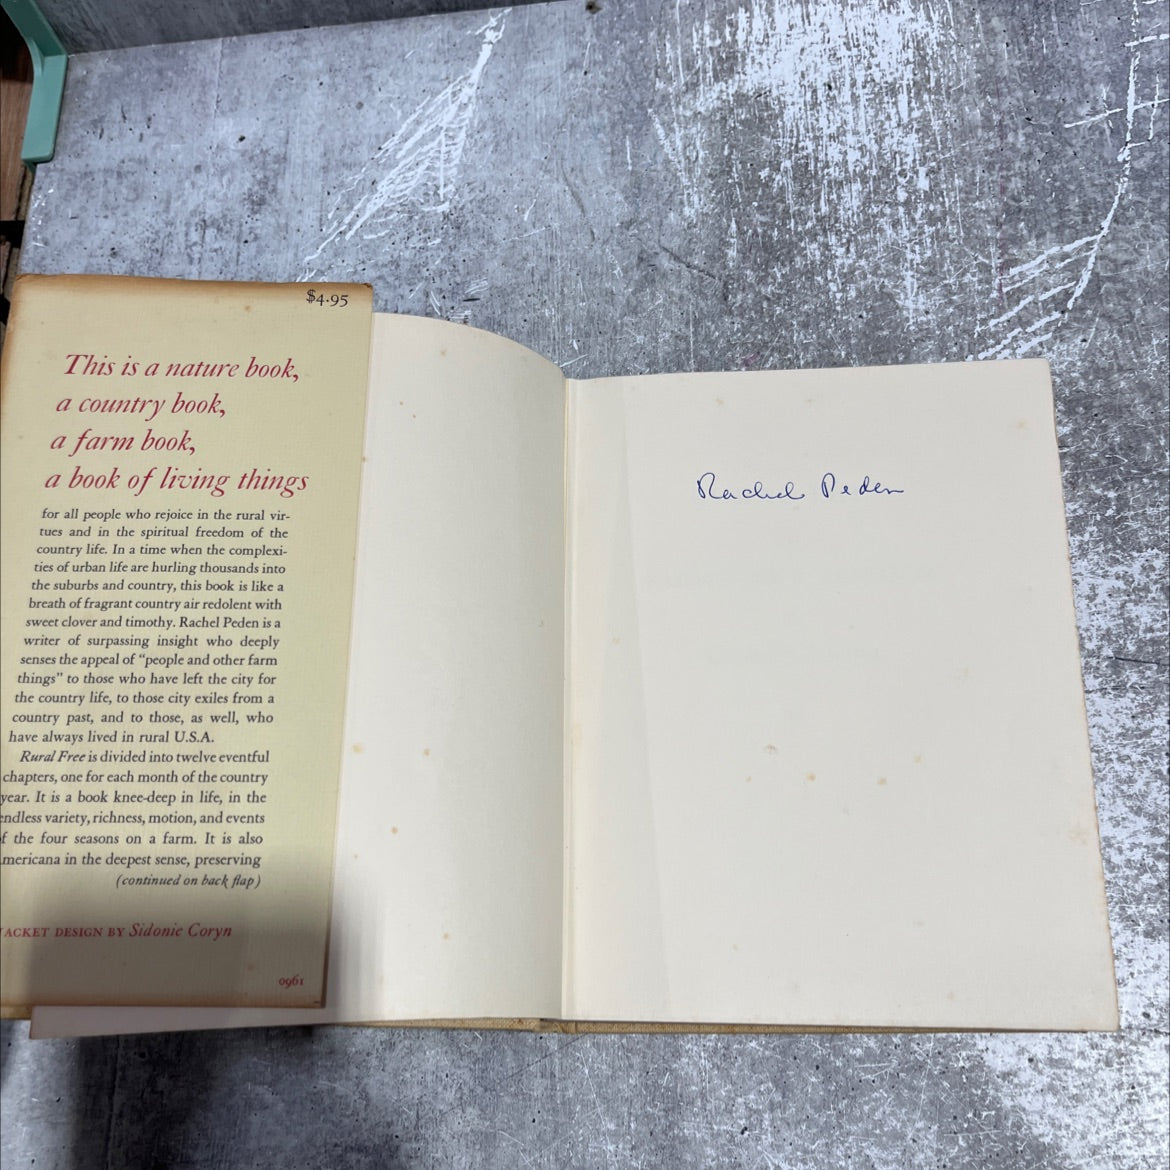 $4.95
This is a nature book,
a country book,
a farm book,
a book of living things
for all people who rejoice in the rural vir-
tues and in the spiritual freedom of the
country life. In a time when the complexi-
ties of urban life are hurling thousands into
the suburbs and country, this book is like a
breath of fragrant country air redolent with
sweet clover and timothy. Rachel Peden is a
writer of surpassing insight who deeply
senses the appeal of “people and other farm
things” to those who have left the city for
the country life, to those city exiles from a
country past, and to those, as well, who
have always lived in rural U.S.A.
Rural Free is divided into twelve eventful
chapters, one for each month of the country
year. It is a book knee-deep in life, in the
endless variety, richness, motion, and events
f the four seasons on a farm. It is also
mericana in the deepest sense, preserving
(continued on back flap)
JACKET DESIGN BY Sidonie Coryn
0961
Rachel Peden